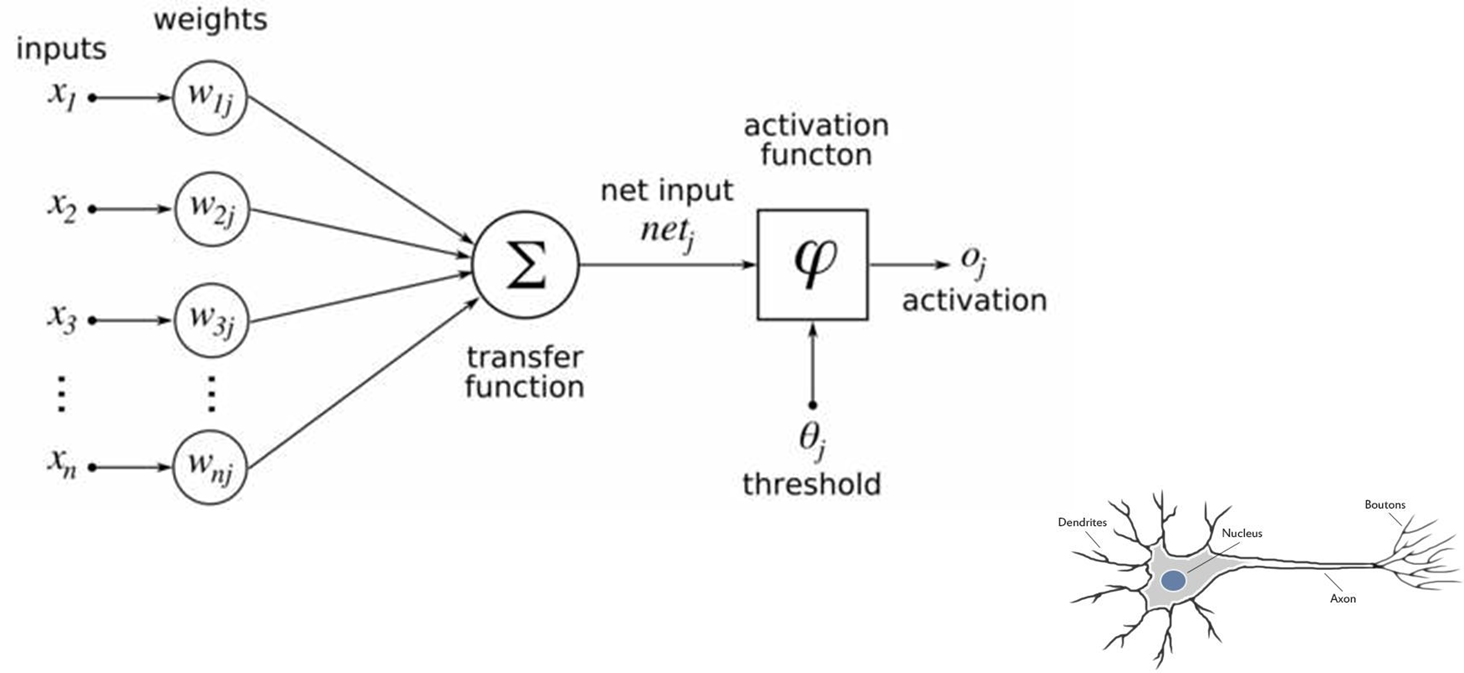 weights
inputs
x1
w1j
x2
w2j
x3
w3j
⋮ ⋮
xn
wnj
Σ
transfer
function
net input
netj
activation
functon
φ
oj
activation
θj
threshold
Dendrites
Nucleus
Boutons
Axon